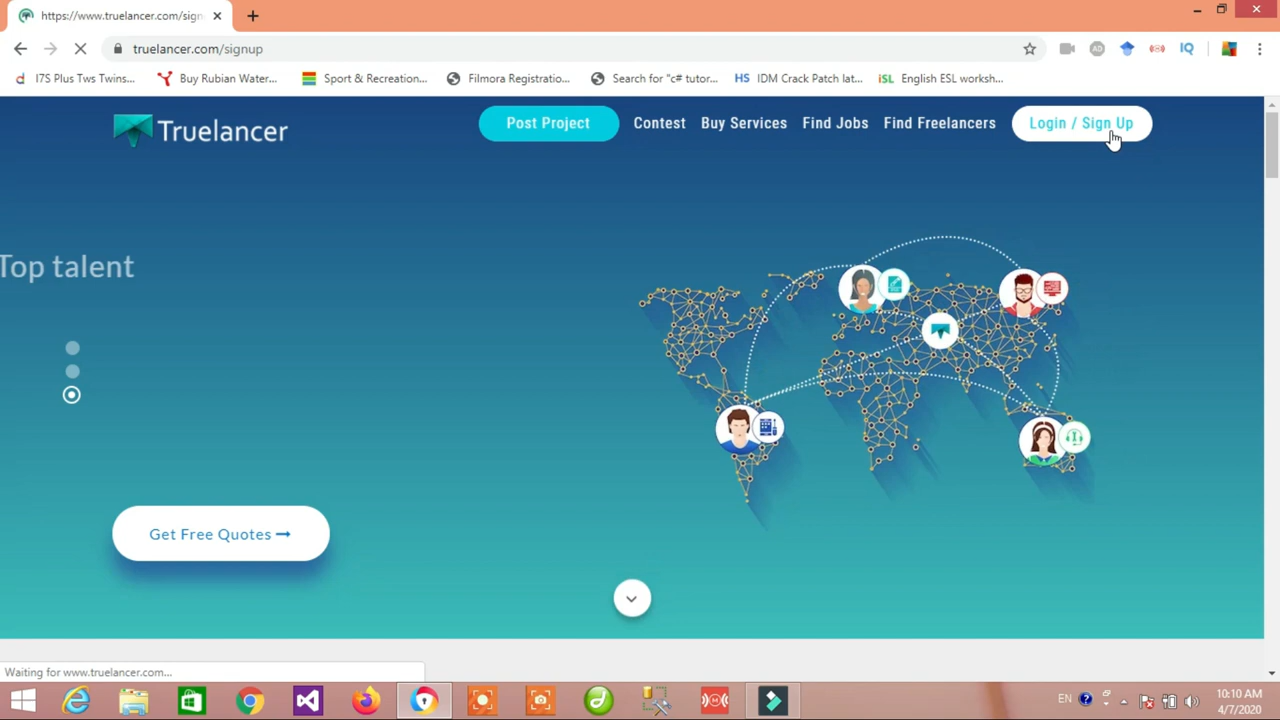 https://www.truelancer.com/sign
truelancer.com/signup
I7S Plus Tws Twins...
Buy Rubian Water...
Sport & Recreation...
Filmora Registratio...
Search for "c# tutor...
HS IDM Crack Patch lat...
iSL English ESL worksh...
Truelancer
Post Project
Contest
Buy Services
Find Jobs
Find Freelancers
Login / Sign Up
Top talent
Get Free Quotes
Waiting for www.truelancer.com...
EN
10:10 AM
4/7/2020